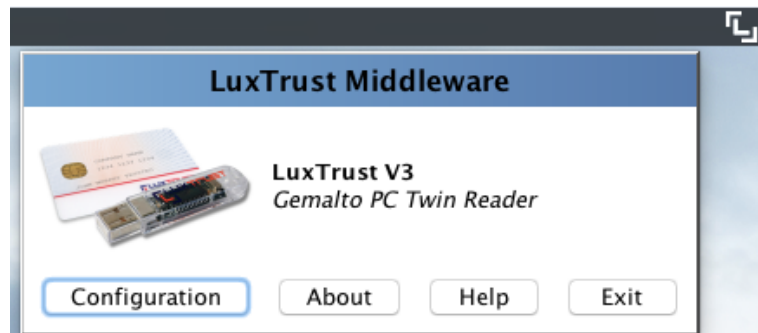 LuxTrust Middleware
LuxTrust V3
Gemalto PC Twin Reader
Configuration
About
Help
Exit